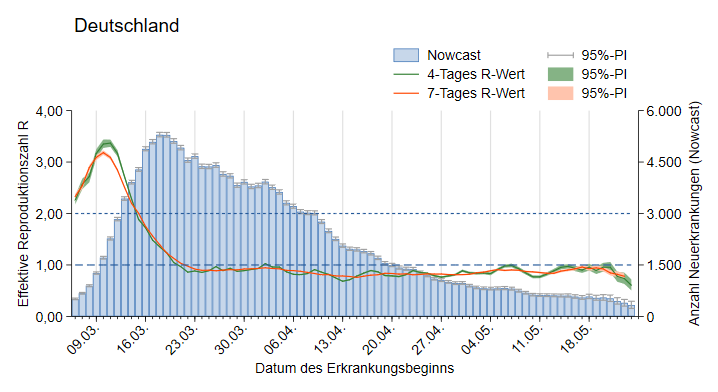 Deutschland
Nowcast 95%-PI
4-Tages R-Wert 95%-PI
7-Tages R-Wert 95%-PI
Effektive Reproduktionszahl R
4,00
3,00
2,00
1,00
0,00
6.000
4.500
3.000
1.500
0
Anzahl Neuerkrankungen (Nowcast)
09.03. 16.03. 23.03. 30.03. 06.04. 13.04. 20.04. 27.04. 04.05. 11.05. 18.05.
Datum des Erkrankungsbeginns